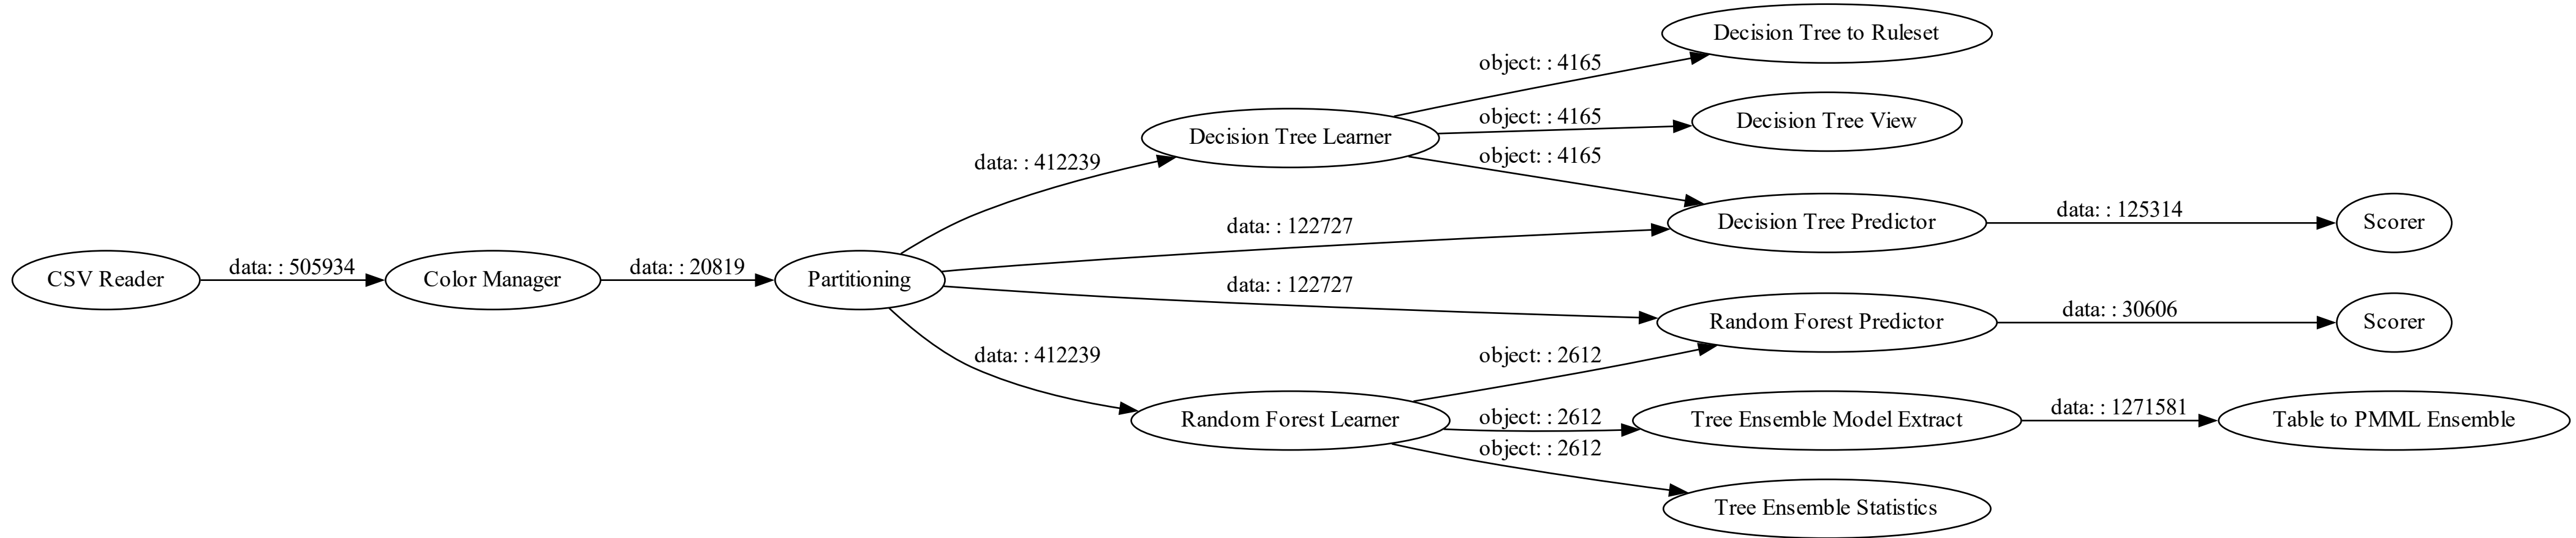 CSV Reader
data: : 505934
Color Manager
data: : 20819
Partitioning
data: : 412239
data: : 122727
data: : 122727
data: : 412239
Decision Tree Learner
object: : 4165
object: : 4165
object: : 4165
Random Forest Learner
object: : 2612
object: : 2612
object: : 2612
Decision Tree to Ruleset
Decision Tree View
Decision Tree Predictor
data: : 125314
Scorer
Random Forest Predictor
data: : 30606
Scorer
Tree Ensemble Model Extract
data: : 1271581
Table to PMML Ensemble
Tree Ensemble Statistics